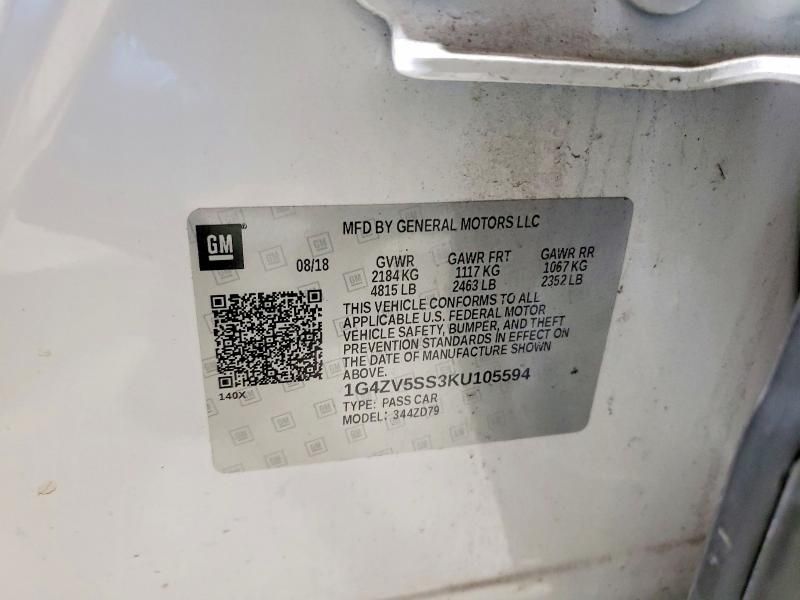 GM
MFD BY GENERAL MOTORS LLC
08/18 GVWR GAWR FRT GAWR RR
2184 KG 1117 KG 1067 KG
4815 LB 2463 LB 2352 LB
THIS VEHICLE CONFORMS TO ALL
APPLICABLE U.S. FEDERAL MOTOR
VEHICLE SAFETY, BUMPER, AND THEFT
PREVENTION STANDARDS IN EFFECT ON
THE DATE OF MANUFACTURE SHOWN
ABOVE.
140X
1G4ZV5SS3KU105594
TYPE: PASS CAR
MODEL: 344ZD79